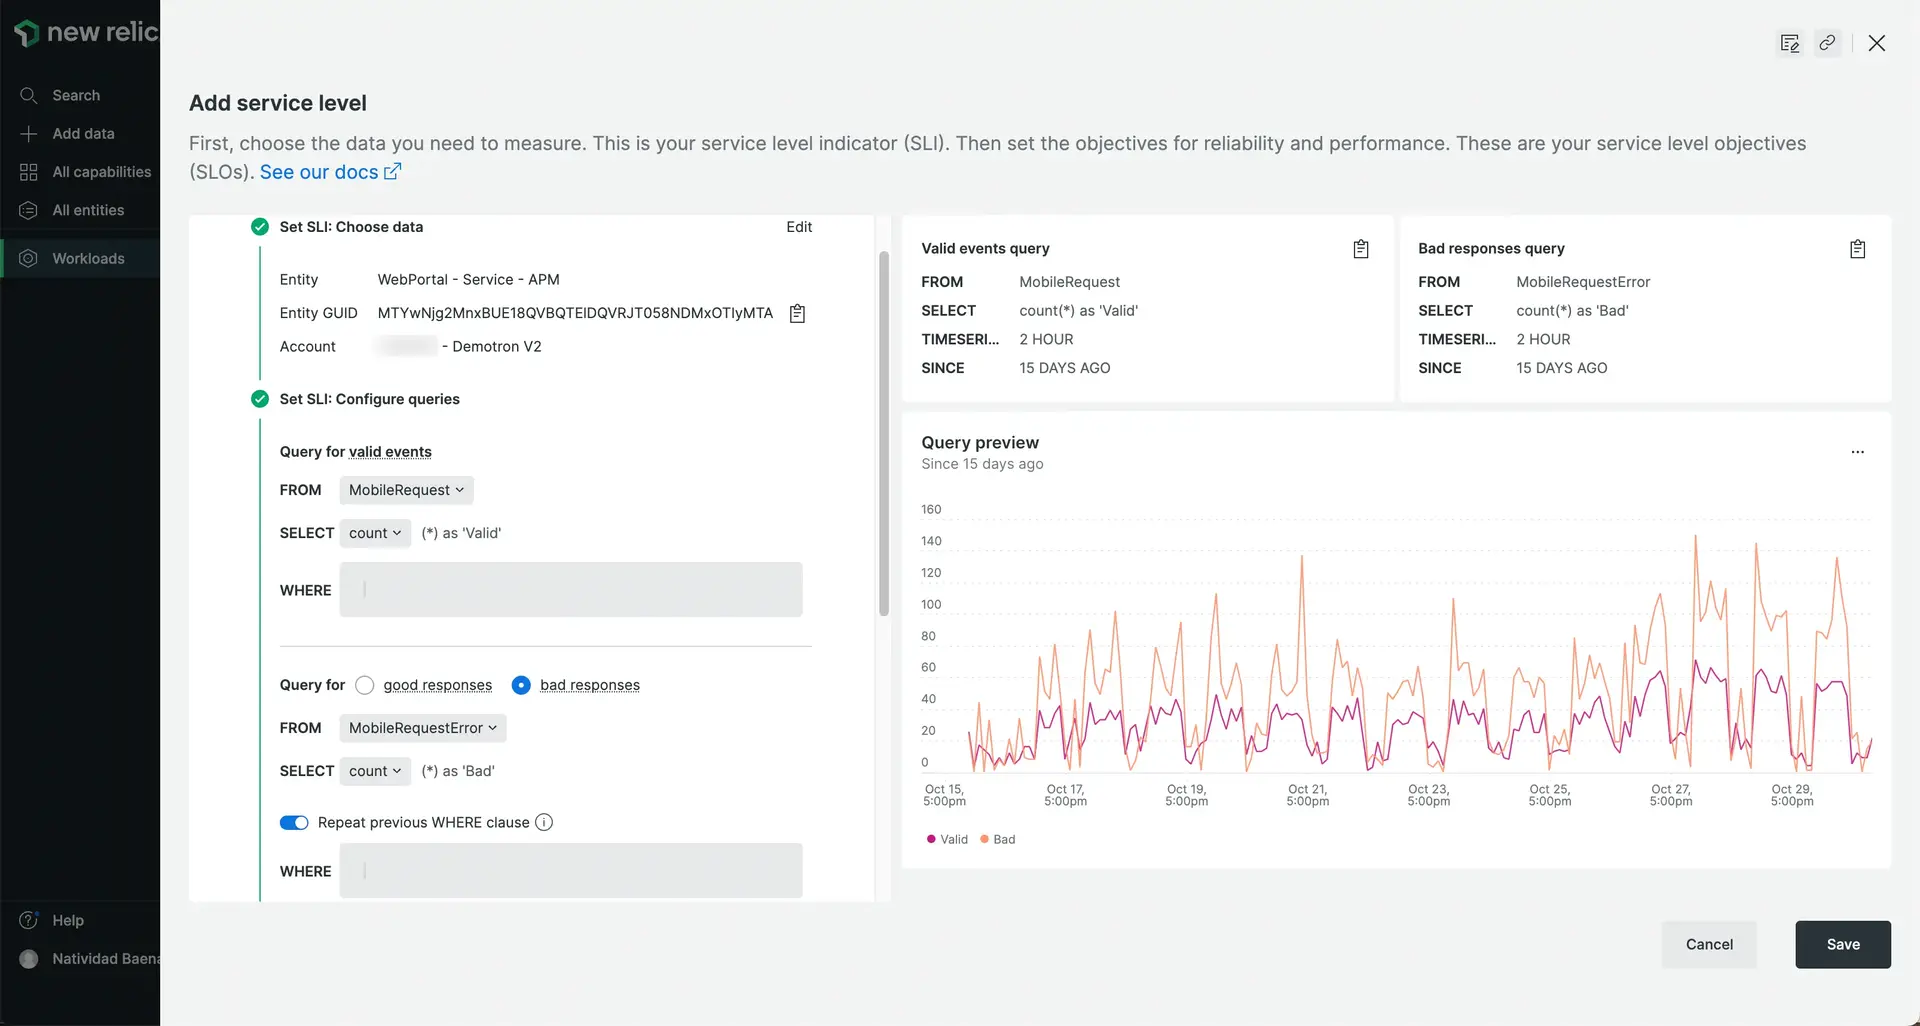 new relic
Search
Add data
All capabilities
All entities
Workloads
Help
Natividad Baena
Add service level
First, choose the data you need to measure. This is your service level indicator (SLI). Then set the objectives for reliability and performance. These are your service level objectives
(SLOs). See our docs
Set SLI: Choose data
Edit
Entity
WebPortal - Service - APM
Entity GUID
MTYwNjg2MnxBUE18QVBQTElDQVRJT058NDMxOTIyMTA
Account
- Demotron V2
Set SLI: Configure queries
Query for valid events
FROM
MobileRequest
SELECT
count
(*) as 'Valid'
WHERE
Query for
good responses
bad responses
FROM
MobileRequestError
SELECT
count
(*) as 'Bad'
Repeat previous WHERE clause
WHERE
Valid events query
FROM
MobileRequest
SELECT
count(*) as 'Valid'
TIMESERI...
2 HOUR
SINCE
15 DAYS AGO
Bad responses query
FROM
MobileRequestError
SELECT
count(*) as 'Bad'
TIMESERI...
2 HOUR
SINCE
15 DAYS AGO
Query preview
Since 15 days ago
160
140
120
100
80
60
40
20
0
Oct 15,
5:00pm
Oct 17,
5:00pm
Oct 19,
5:00pm
Oct 21,
5:00pm
Oct 23,
5:00pm
Oct 25,
5:00pm
Oct 27,
5:00pm
Oct 29,
5:00pm
Valid
Bad
Cancel
Save